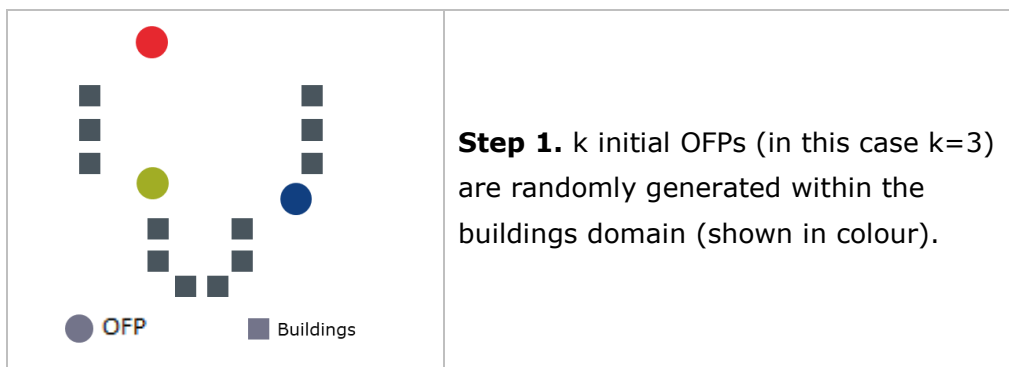 Step 1. k initial OFPs (in this case k=3)
are randomly generated within the
buildings domain (shown in colour).
OFP
Buildings